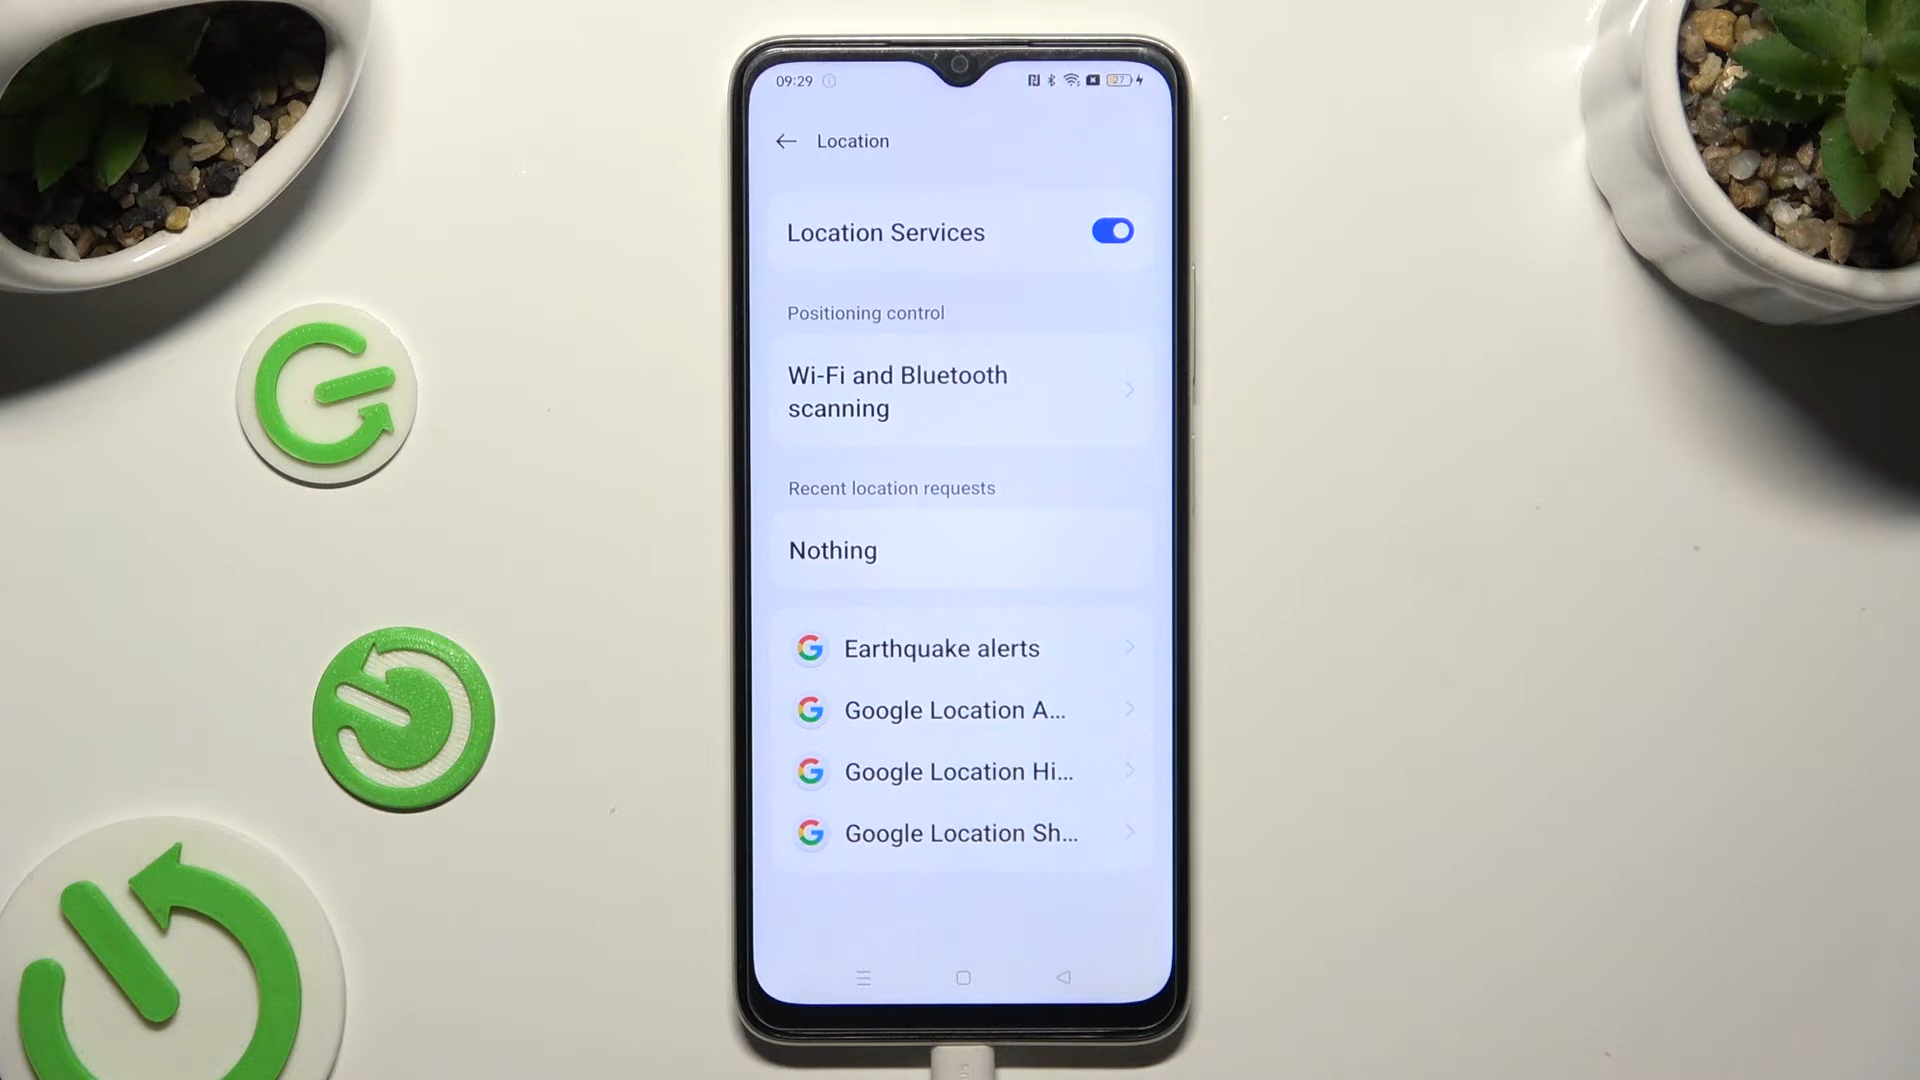 09:29
27
Location
Location Services
Positioning control
Wi-Fi and Bluetooth
scanning
Recent location requests
Nothing
Earthquake alerts
Google Location A...
Google Location Hi...
Google Location Sh...